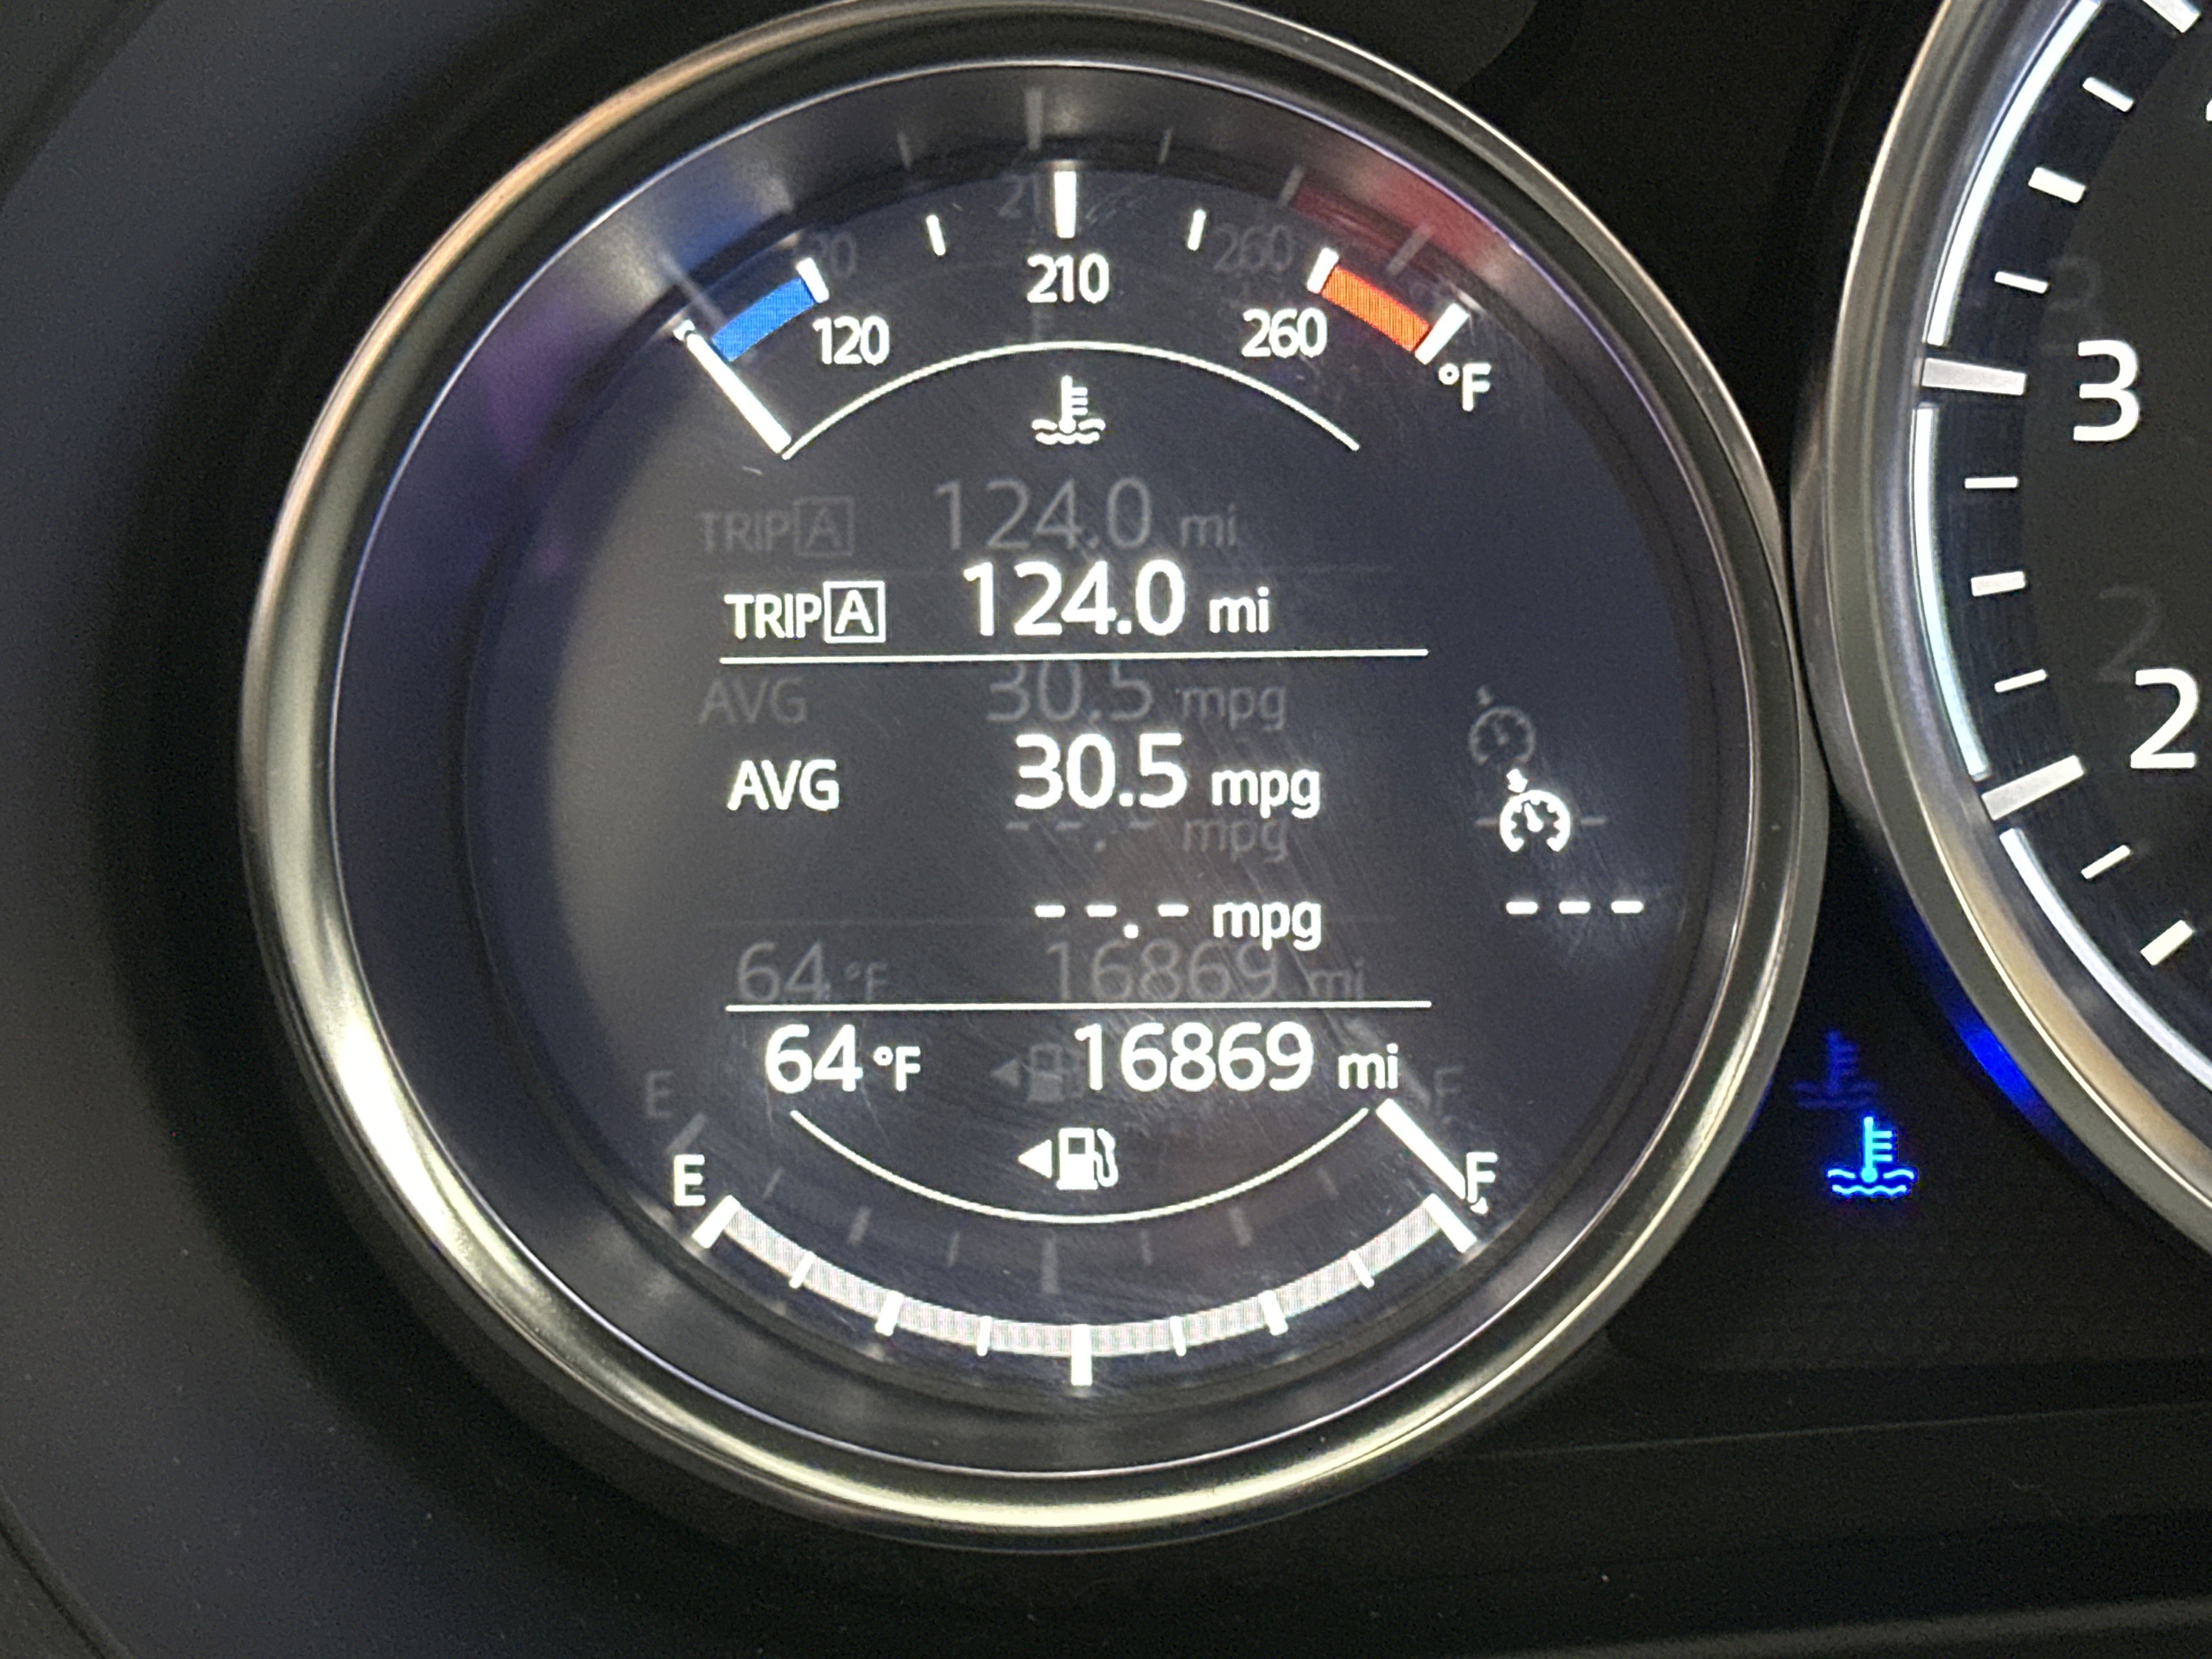 210
120
260
°F
TRIP A 124.0 mi
AVG 30.5 mpg
--.- mpg
---
64 °F 16869 mi
E
F
3
2